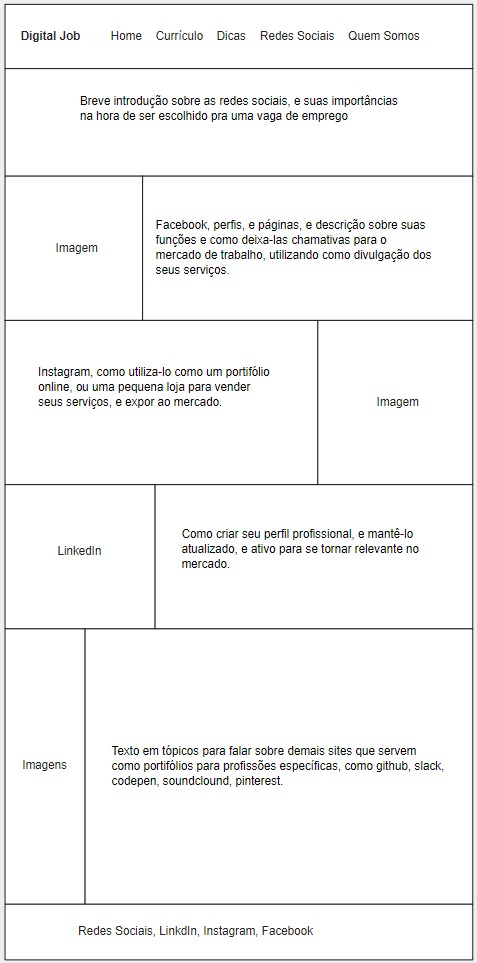 Digital Job Home Currículo Dicas Redes Sociais Quem Somos
Breve introdução sobre as redes sociais, e suas importâncias
na hora de ser escolhido pra uma vaga de emprego
Imagem
Facebook, perfis, e páginas, e descrição sobre suas
funções e como deixa-las chamativas para o
mercado de trabalho, utilizando como divulgação dos
seus serviços.
Instagram, como utiliza-lo como um portifólio
online, ou uma pequena loja para vender
seus serviços, e expor ao mercado.
Imagem
LinkedIn
Como criar seu perfil profissional, e mantê-lo
atualizado, e ativo para se tornar relevante no
mercado.
Imagens
Texto em tópicos para falar sobre demais sites que servem
como portifólios para profissões específicas, como github, slack,
codepen, soundclound, pinterest.
Redes Sociais, LinkdIn, Instagram, Facebook